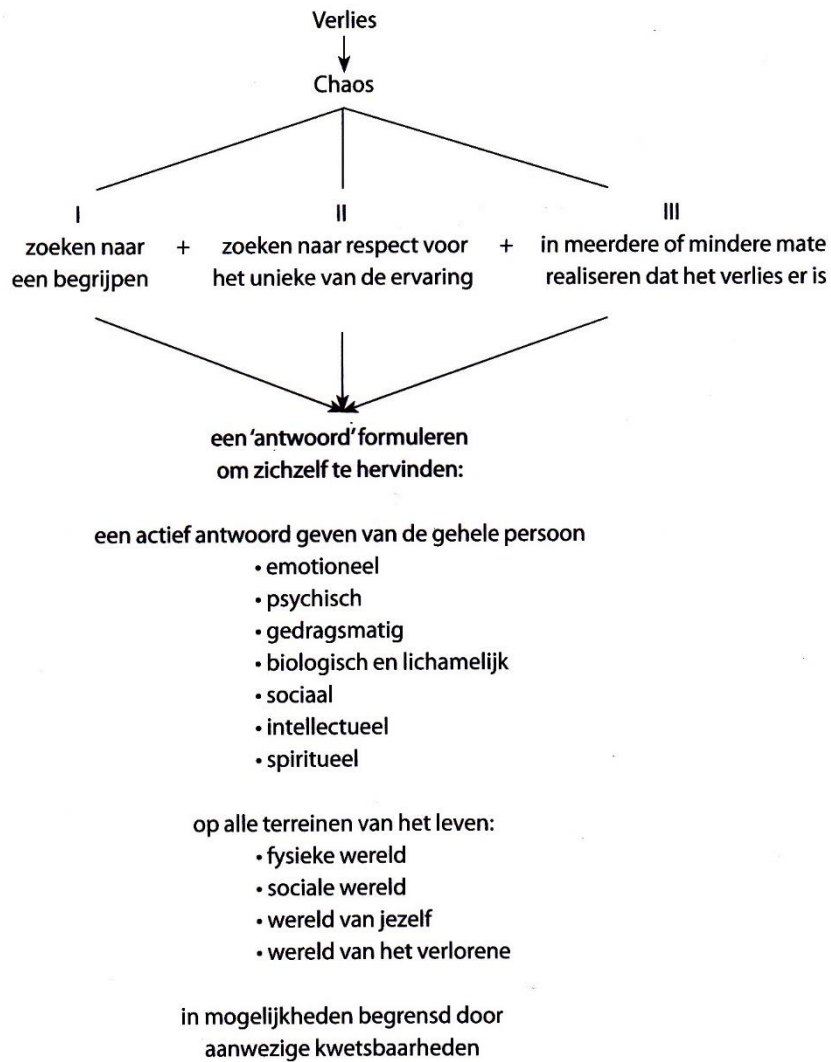 Verlies
Chaos
I
II
III
zoeken naar + zoeken naar respect voor + in meerdere of mindere mate
een begrijpen het unieke van de ervaring realiseren dat het verlies er is
een 'antwoord' formuleren
om zichzelf te hervinden:
een actief antwoord geven van de gehele persoon
• emotioneel
• psychisch
• gedragsmatig
• biologisch en lichamelijk
• sociaal
• intellectueel
• spiritueel
op alle terreinen van het leven:
• fysieke wereld
• sociale wereld
• wereld van jezelf
• wereld van het verlorene
in mogelijkheden begrensd door
aanwezige kwetsbaarheden